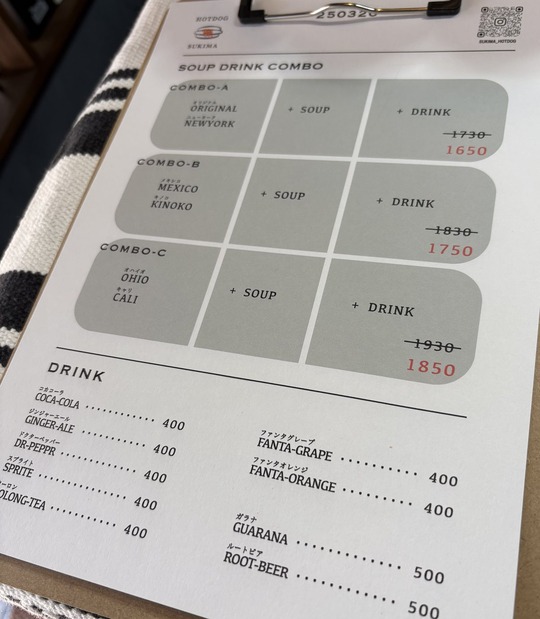 250320
HOTDOG
SUKIMA
SUKIMA_HOTDOG
SOUP DRINK COMBO
COMBO-A
オリジナル
ORIGINAL
ニューヨーク
NEWYORK
+ SOUP
+ DRINK
1730
1650
COMBO-B
メキシコ
MEXICO
キノコ
KINOKO
+ SOUP
+ DRINK
1830
1750
COMBO-C
オハイオ
OHIO
キャリ
CALI
+ SOUP
+ DRINK
1930
1850
DRINK
コカコーラ
COCA-COLA ············ 400
ジンジャーエール
GINGER-ALE ············ 400
ドクターペッパー
DR-PEPPR ············ 400
スプライト
SPRITE ············ 400
ーロン
OLONG-TEA ············ 400
ファンタグレープ
FANTA-GRAPE ·········· 400
ファンタオレンジ
FANTA-ORANGE ·········· 400
ガラナ
GUARANA ·············· 500
ルートビア
ROOT-BEER ·············· 500